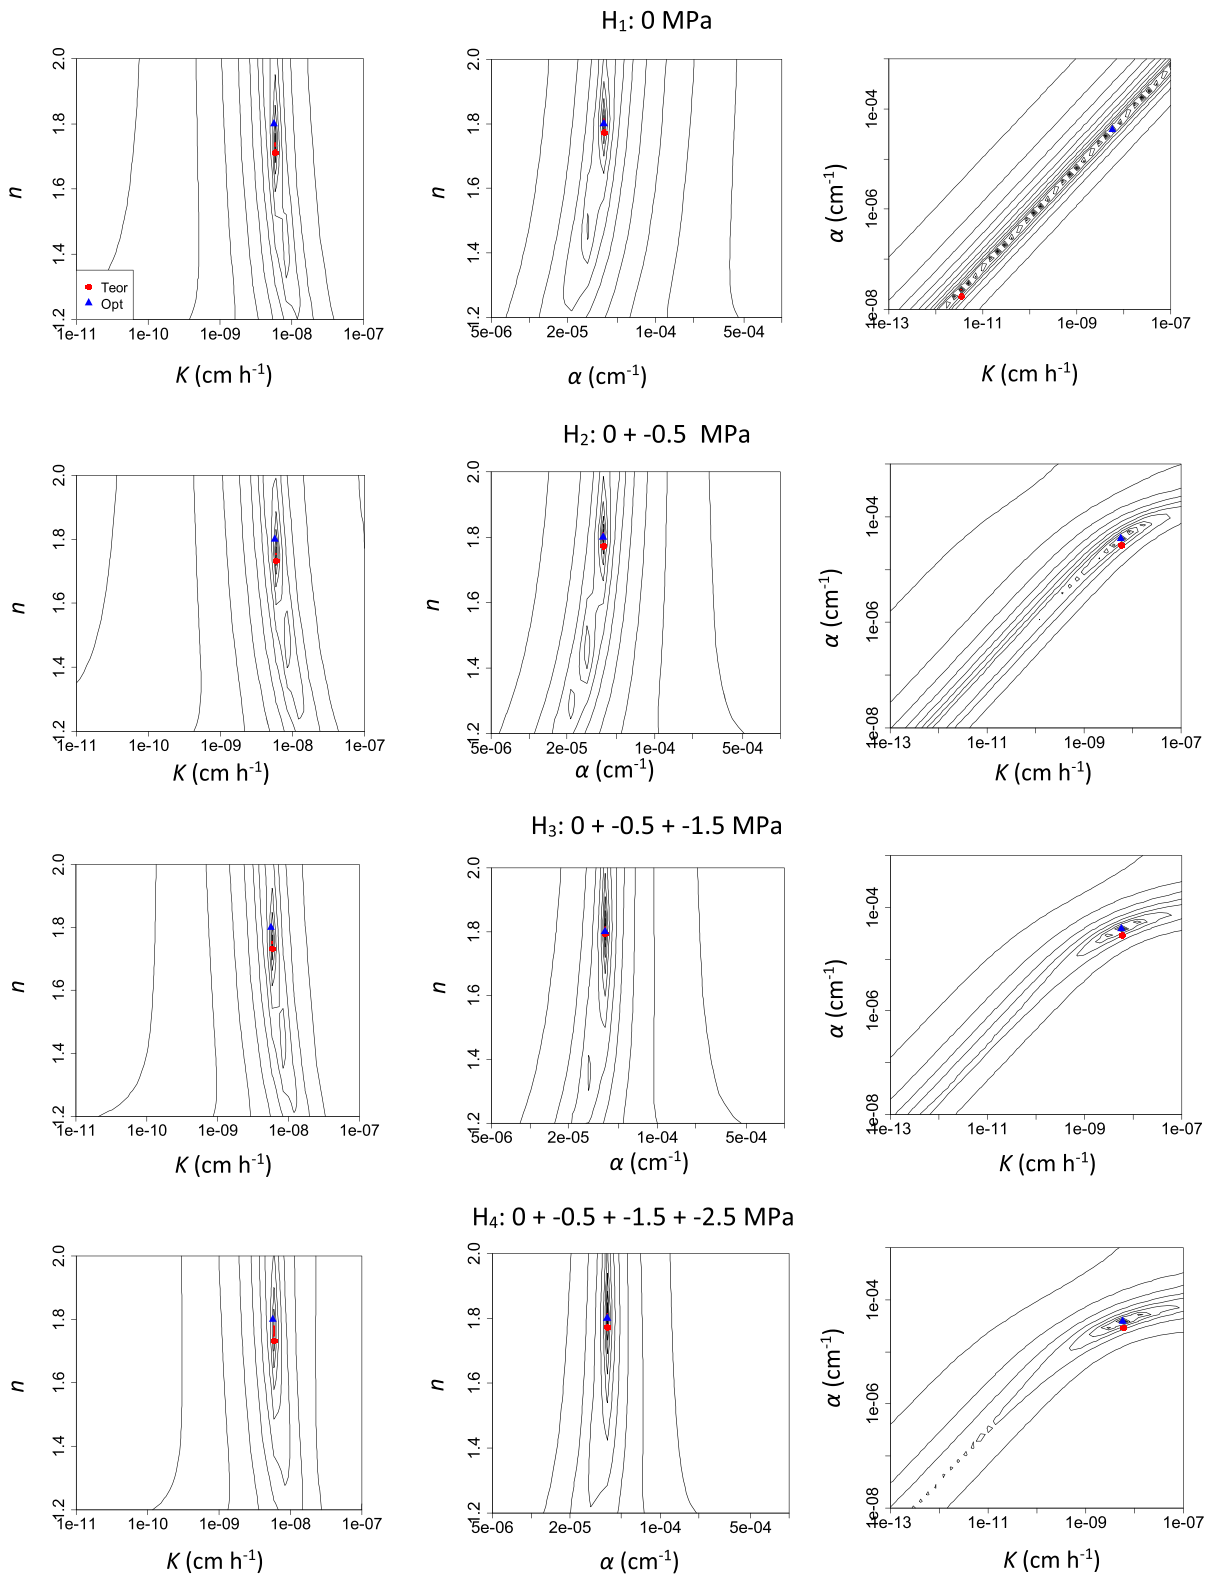 H1: 0 MPa
2.0
1.8
1.6
1.4
1.2
n
Teor
Opt
1e-11 1e-10 1e-09 1e-08 1e-07
K (cm h-1)
2.0
1.8
1.6
1.4
1.2
n
5e-06 2e-05 1e-04 5e-04
α (cm-1)
1e-04
1e-06
1e-08
α (cm-1)
1e-13 1e-11 1e-09 1e-07
K (cm h-1)
H2: 0 + -0.5 MPa
2.0
1.8
1.6
1.4
1.2
n
1e-11 1e-10 1e-09 1e-08 1e-07
K (cm h-1)
2.0
1.8
1.6
1.4
1.2
n
5e-06 2e-05 1e-04 5e-04
α (cm-1)
1e-04
1e-06
1e-08
α (cm-1)
1e-13 1e-11 1e-09 1e-07
K (cm h-1)
H3: 0 + -0.5 + -1.5 MPa
2.0
1.8
1.6
1.4
1.2
n
1e-11 1e-10 1e-09 1e-08 1e-07
K (cm h-1)
2.0
1.8
1.6
1.4
1.2
n
5e-06 2e-05 1e-04 5e-04
α (cm-1)
1e-04
1e-06
1e-08
α (cm-1)
1e-13 1e-11 1e-09 1e-07
K (cm h-1)
H4: 0 + -0.5 + -1.5 + -2.5 MPa
2.0
1.8
1.6
1.4
1.2
n
1e-11 1e-10 1e-09 1e-08 1e-07
K (cm h-1)
2.0
1.8
1.6
1.4
1.2
n
5e-06 2e-05 1e-04 5e-04
α (cm-1)
1e-04
1e-06
1e-08
α (cm-1)
1e-13 1e-11 1e-09 1e-07
K (cm h-1)